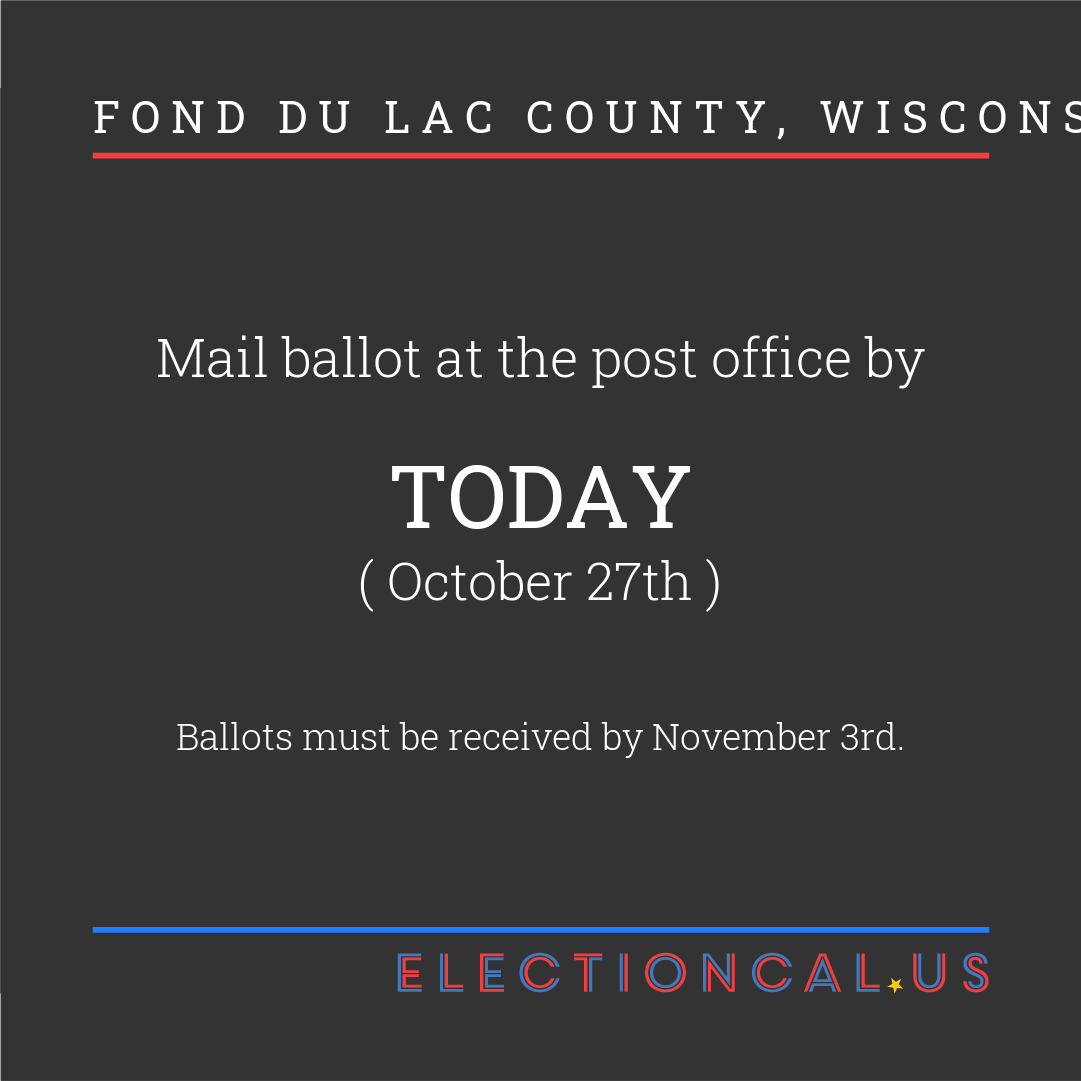 FOND DU LAC COUNTY, WISCONS
Mail ballot at the post office by
TODAY
( October 27th )
Ballots must be received by November 3rd.
ELECTIONCAL.US